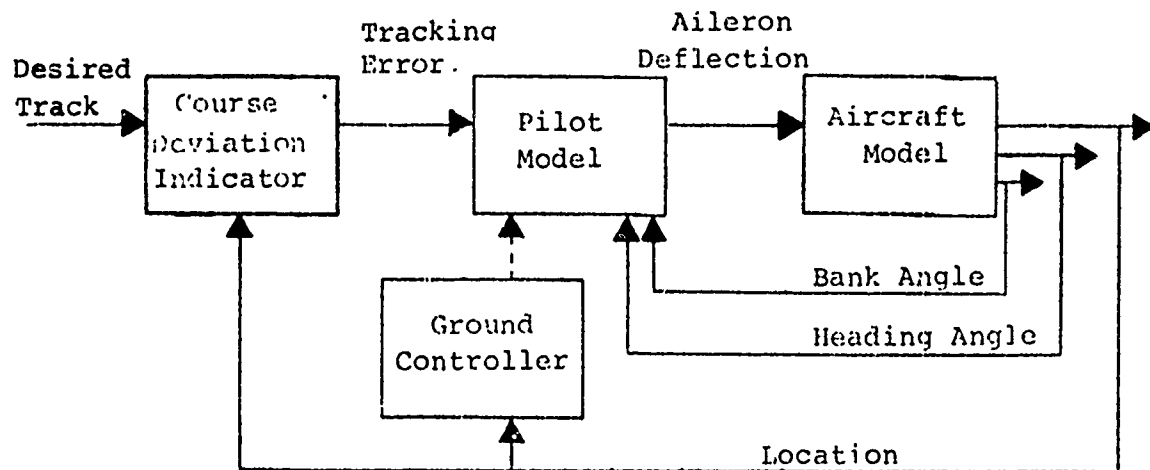 Desired
Track
Course
Deviation
Indicator
Tracking
Error.
Pilot
Model
Aileron
Deflection
Aircraft
Model
Bank Angle
Heading Angle
Ground
Controller
Location